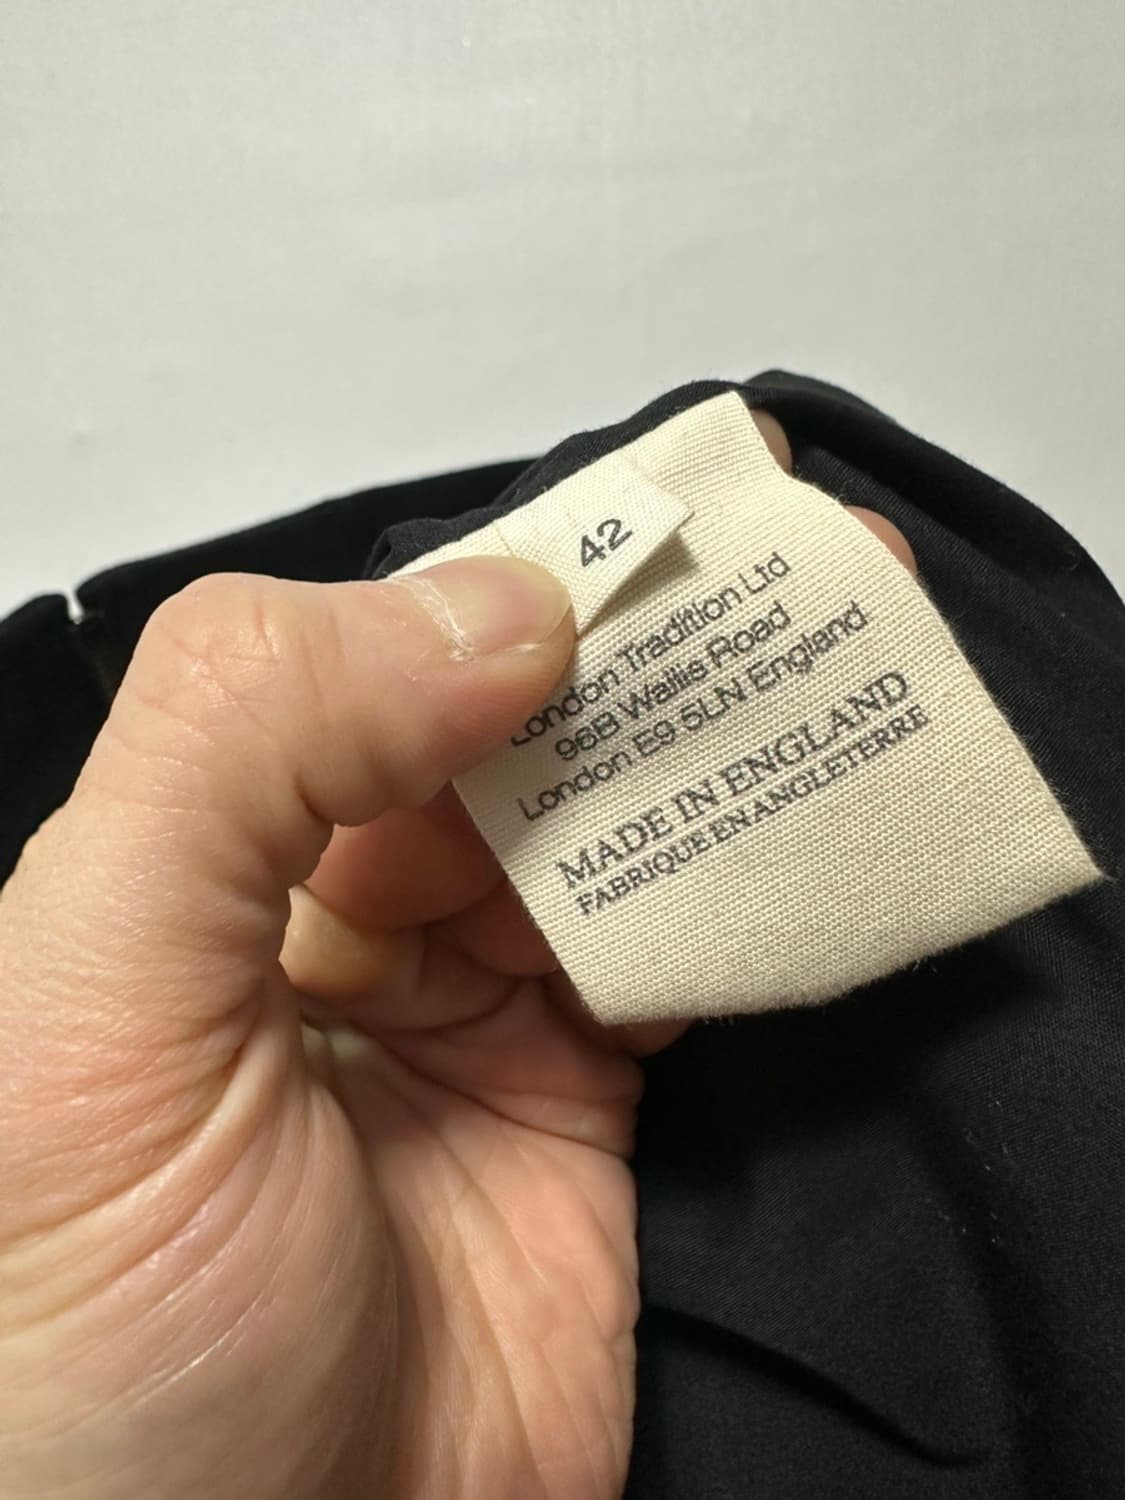 42
London Tradition Ltd
96B Wallis Road
London E9 5LN England
MADE IN ENGLAND
FABRIQUE EN ANGLETERRE